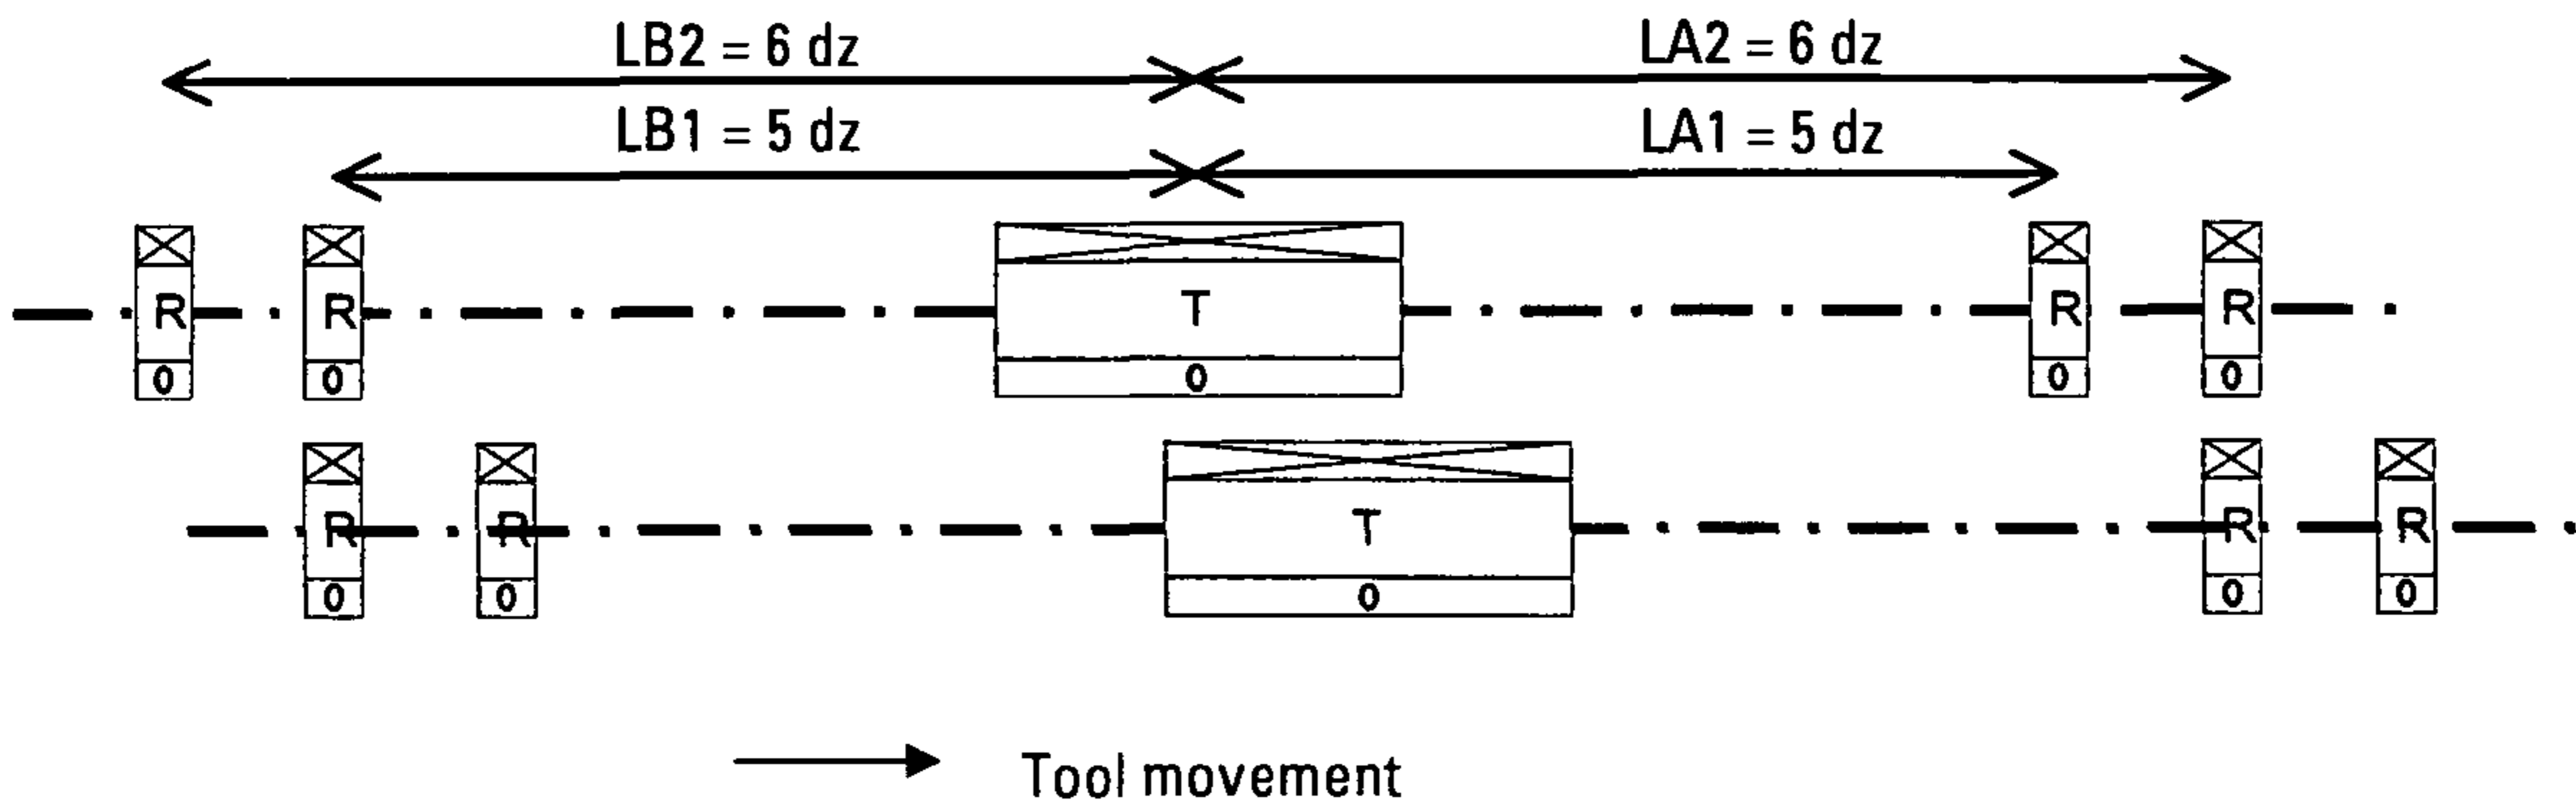 LB2 = 6 dz LA2 = 6 dz
LB1 = 5 dz LA1 = 5 dz
R R T R R
0 0 0 0 0
R R T R R
0 0 0 0 0
Tool movement